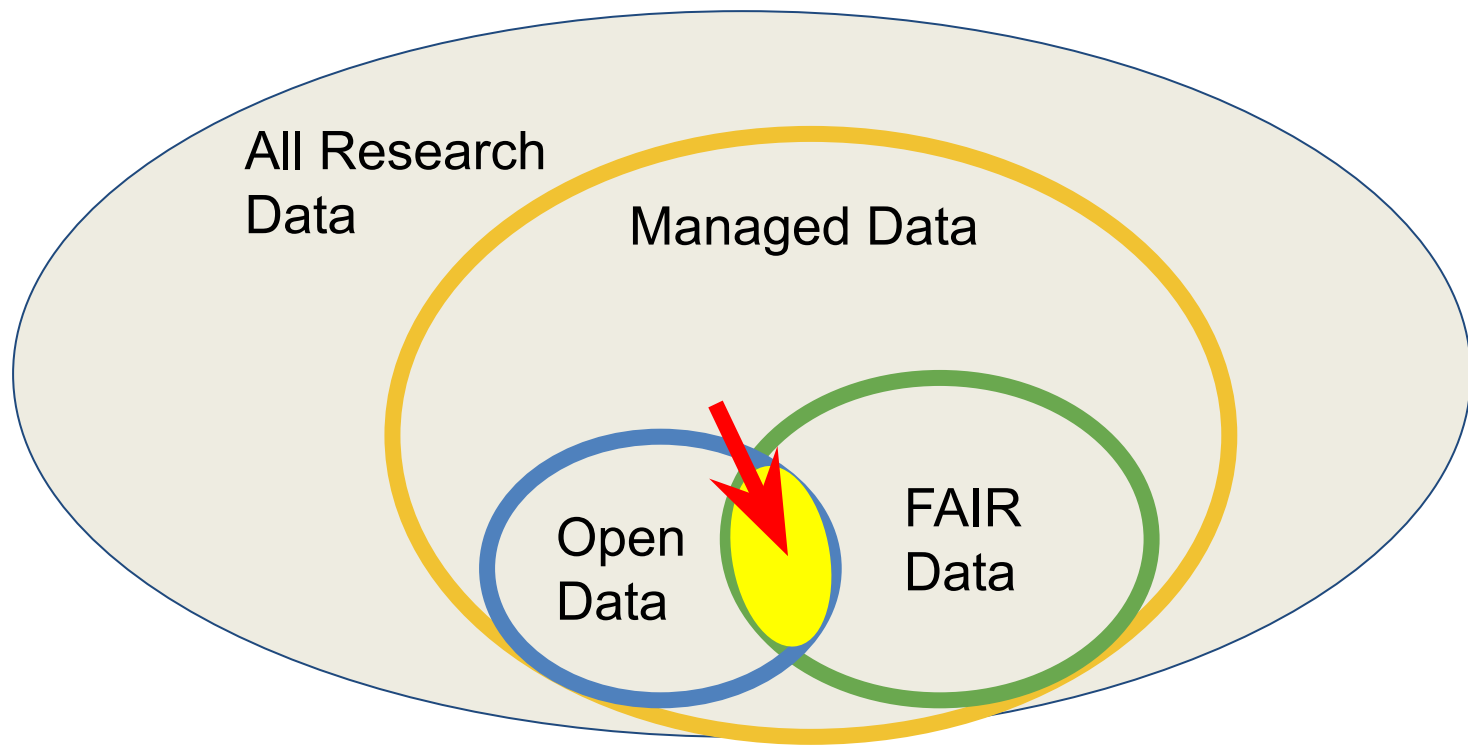 All Research
Data
Managed Data
Open
Data
FAIR
Data